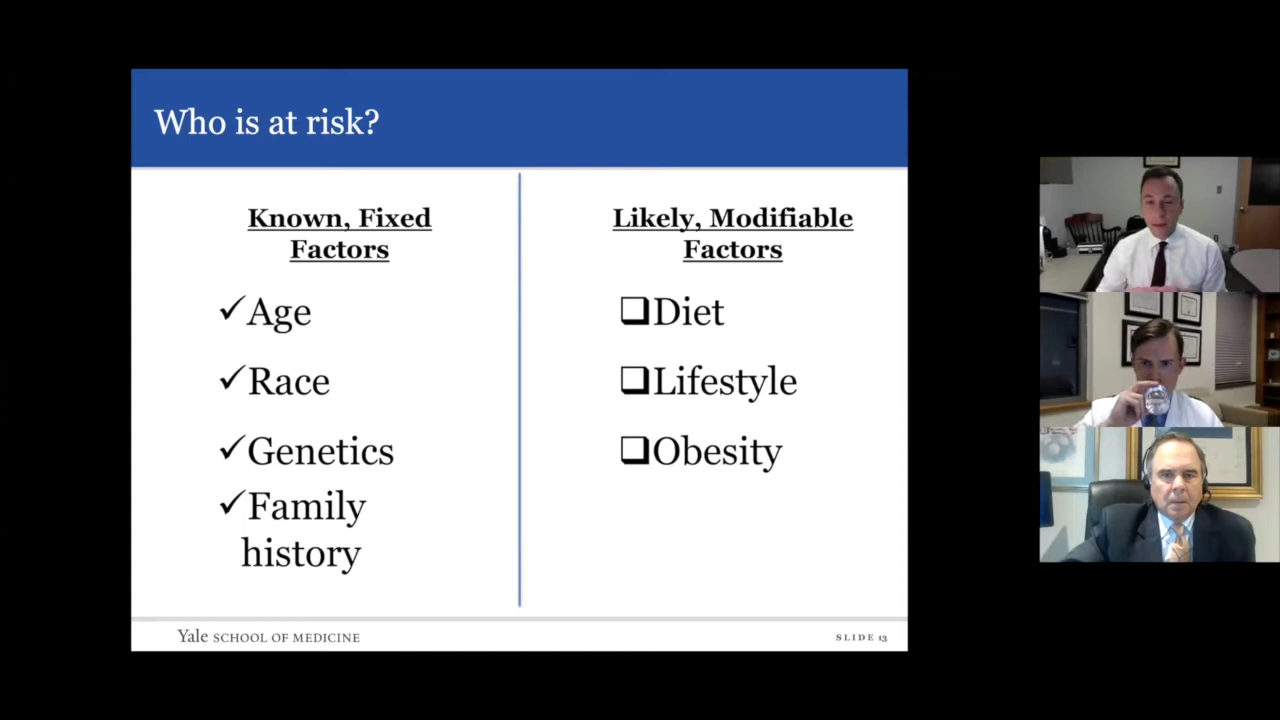 Who is at risk?
Known, Fixed
Factors
✓Age
✓Race
✓Genetics
✓Family
history
Likely, Modifiable
Factors
❑Diet
❑Lifestyle
❑Obesity
Yale SCHOOL OF MEDICINE
SLIDE 13